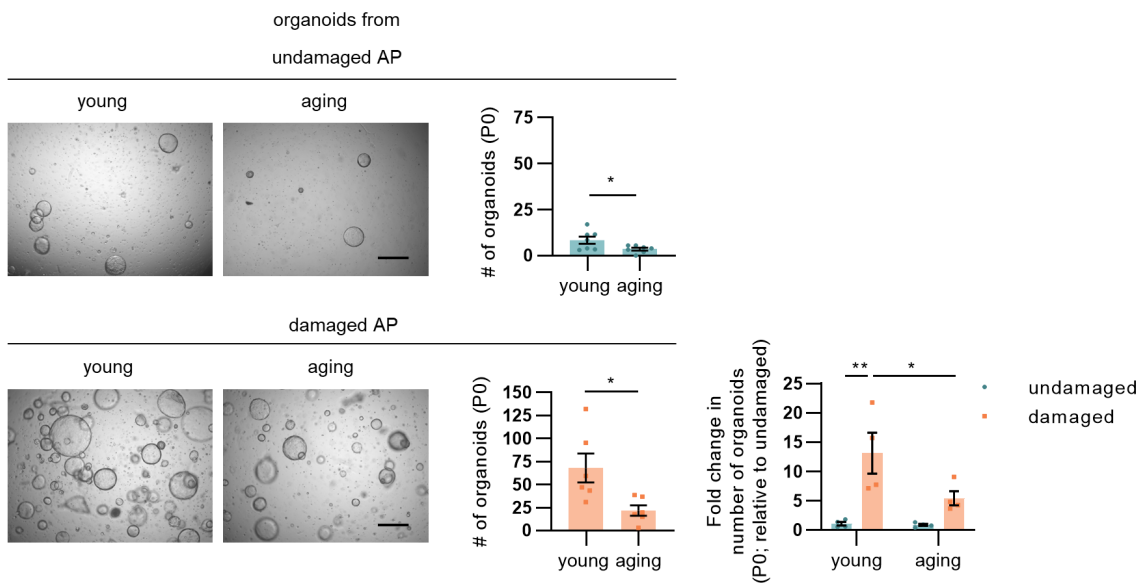 organoids from
undamaged AP
young
aging
# of organoids (P0)
75
50
25
0
*
young
aging
damaged AP
young
aging
# of organoids (P0)
150
125
100
75
50
25
0
*
young
aging
Fold change in
number of organoids
(P0; relative to undamaged)
25
20
15
10
5
0
**
*
young
aging
undamaged
damaged